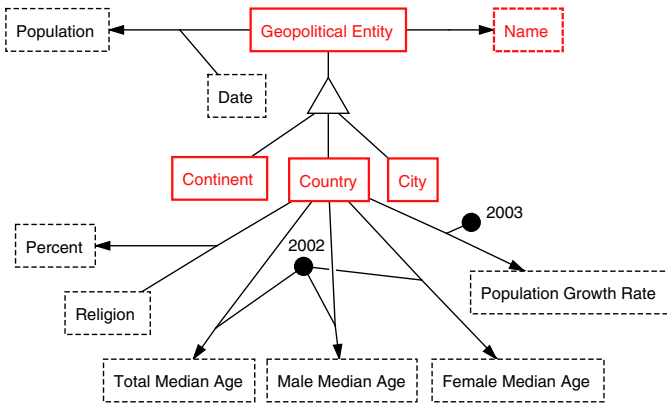 Population
Geopolitical Entity
Name
Date
Continent
Country
City
2003
Percent
2002
Religion
Population Growth Rate
Total Median Age
Male Median Age
Female Median Age